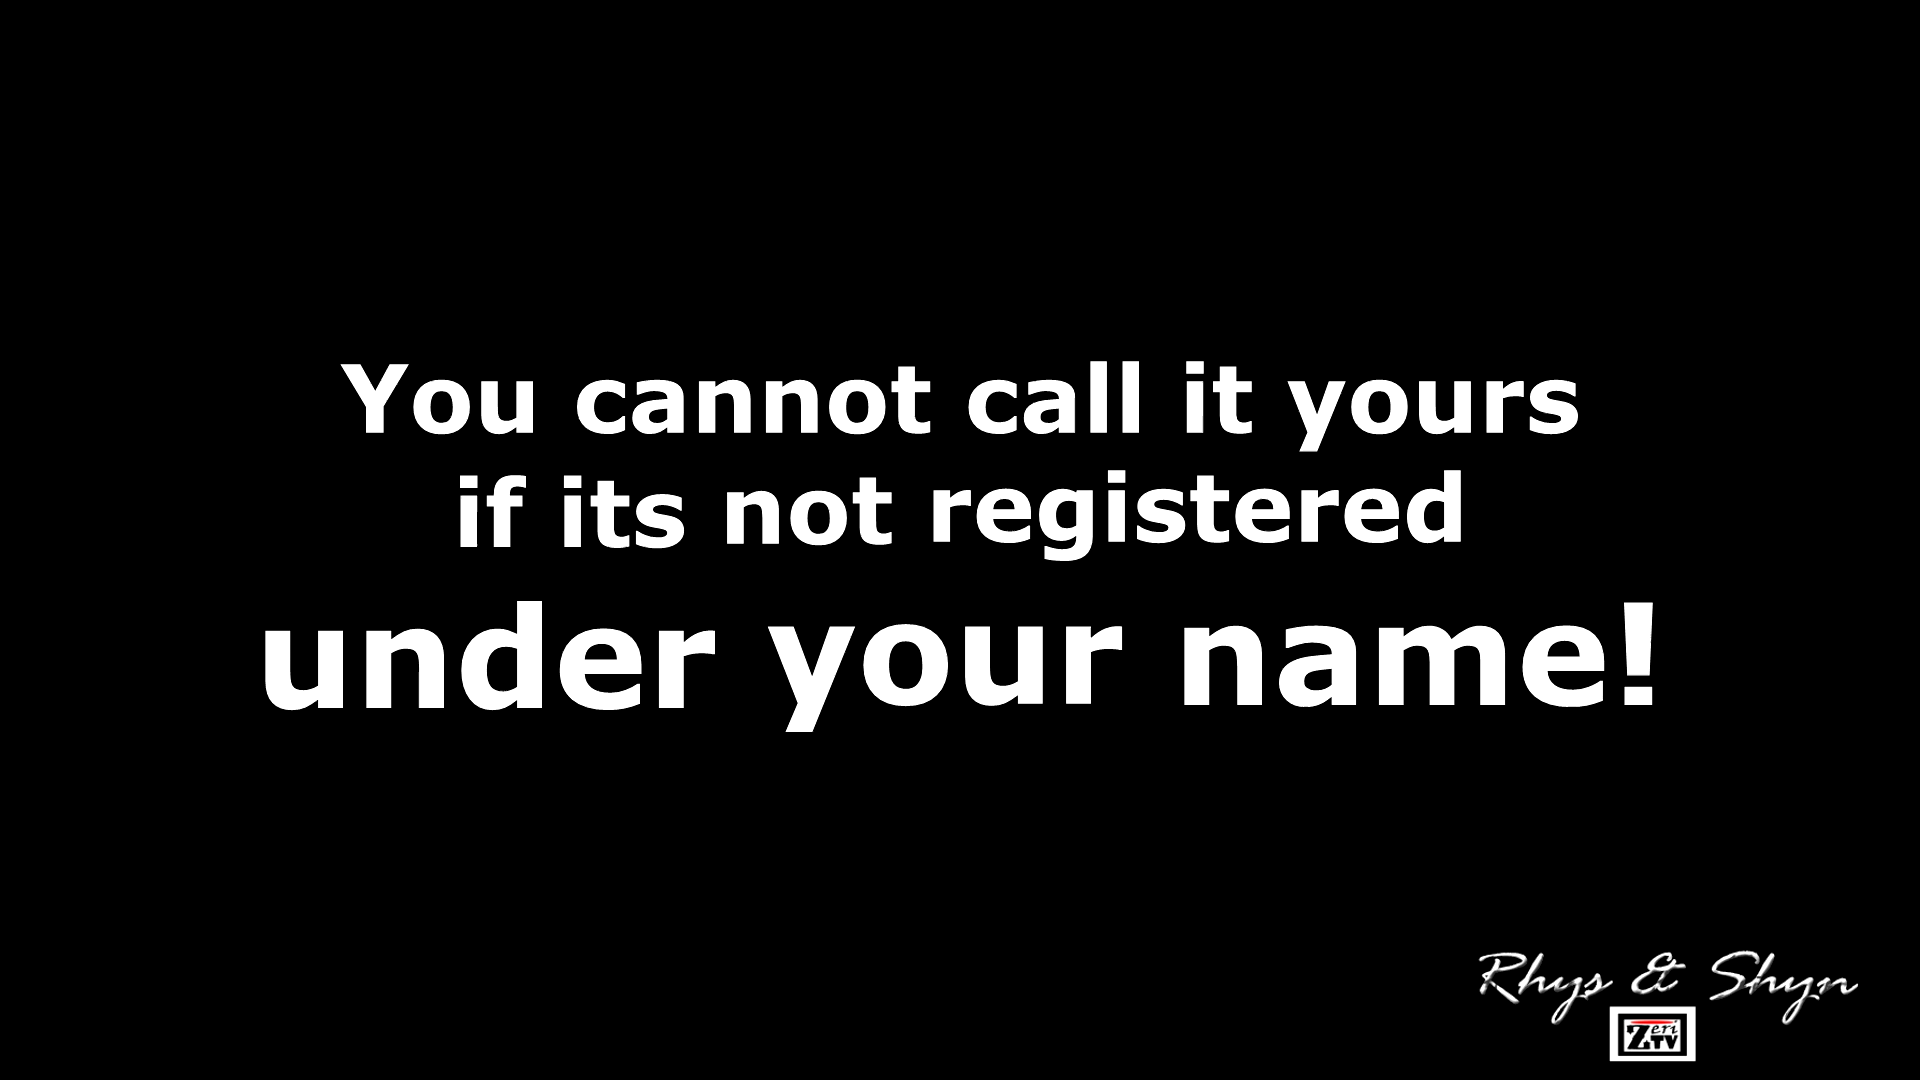 You cannot call it yours
if its not registered
under your name!
Rhys & Shyn
Zeri
TV